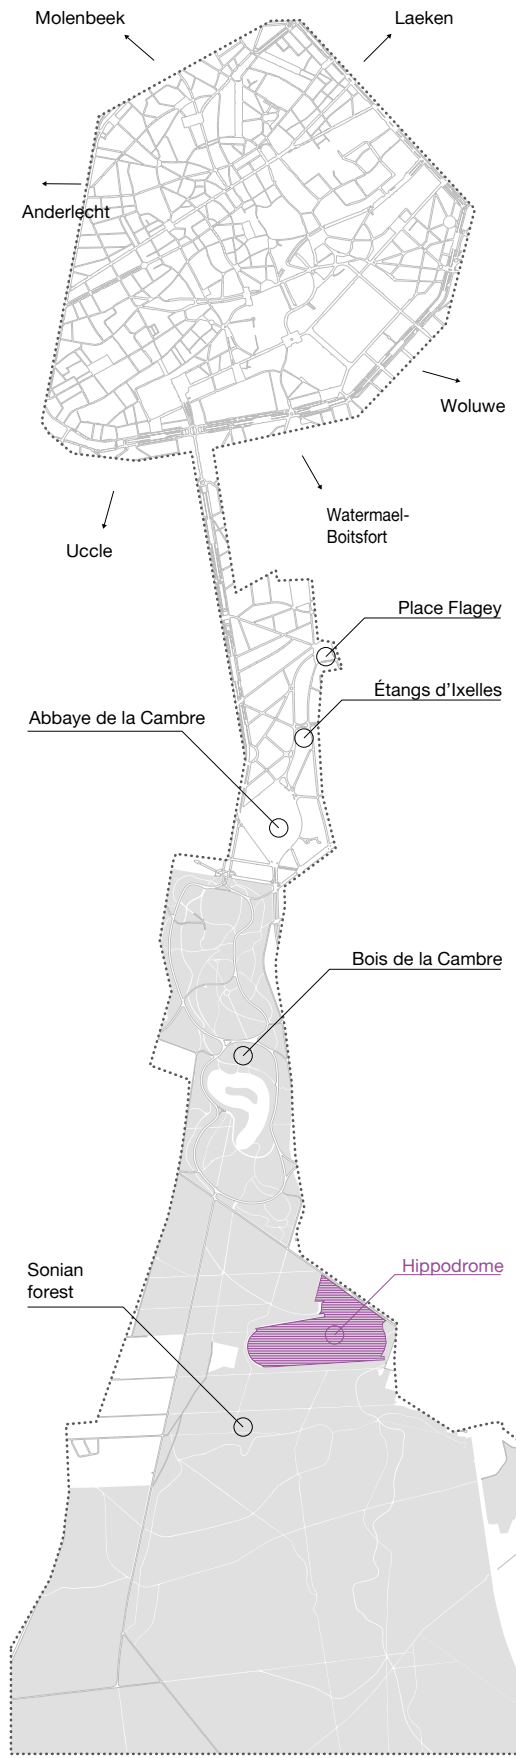 Molenbeek
Laeken
Anderlecht
Woluwe
Watermael-
Boitsfort
Uccle
Place Flagey
Étangs d'Ixelles
Abbaye de la Cambre
Bois de la Cambre
Hippodrome
Sonian
forest